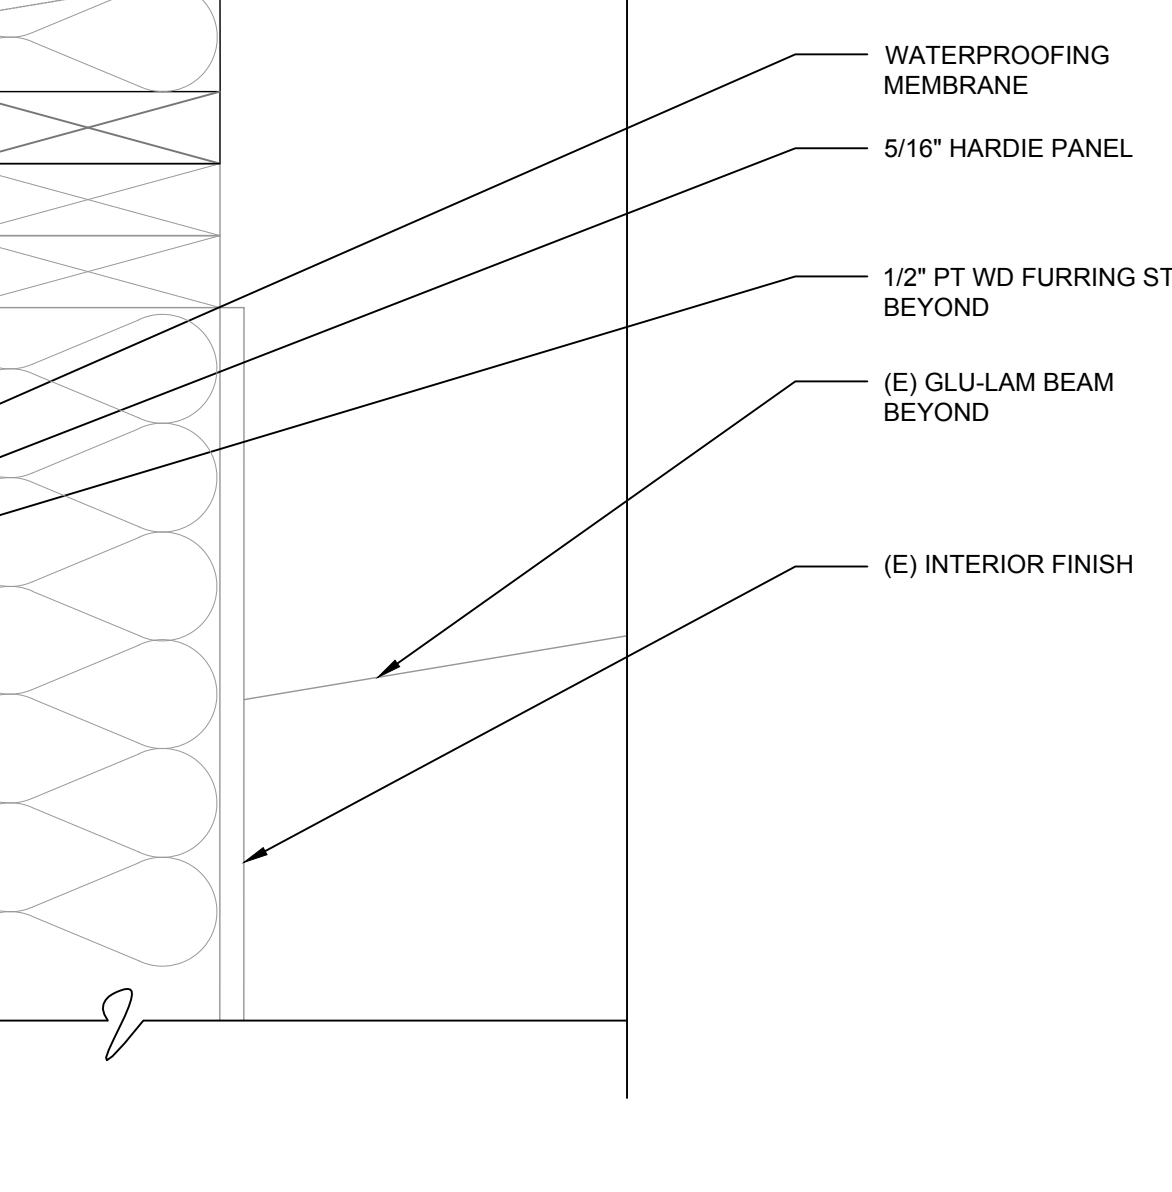 WATERPROOFING
MEMBRANE
5/16" HARDIE PANEL
1/2" PT WD FURRING ST
BEYOND
(E) GLU-LAM BEAM
BEYOND
(E) INTERIOR FINISH